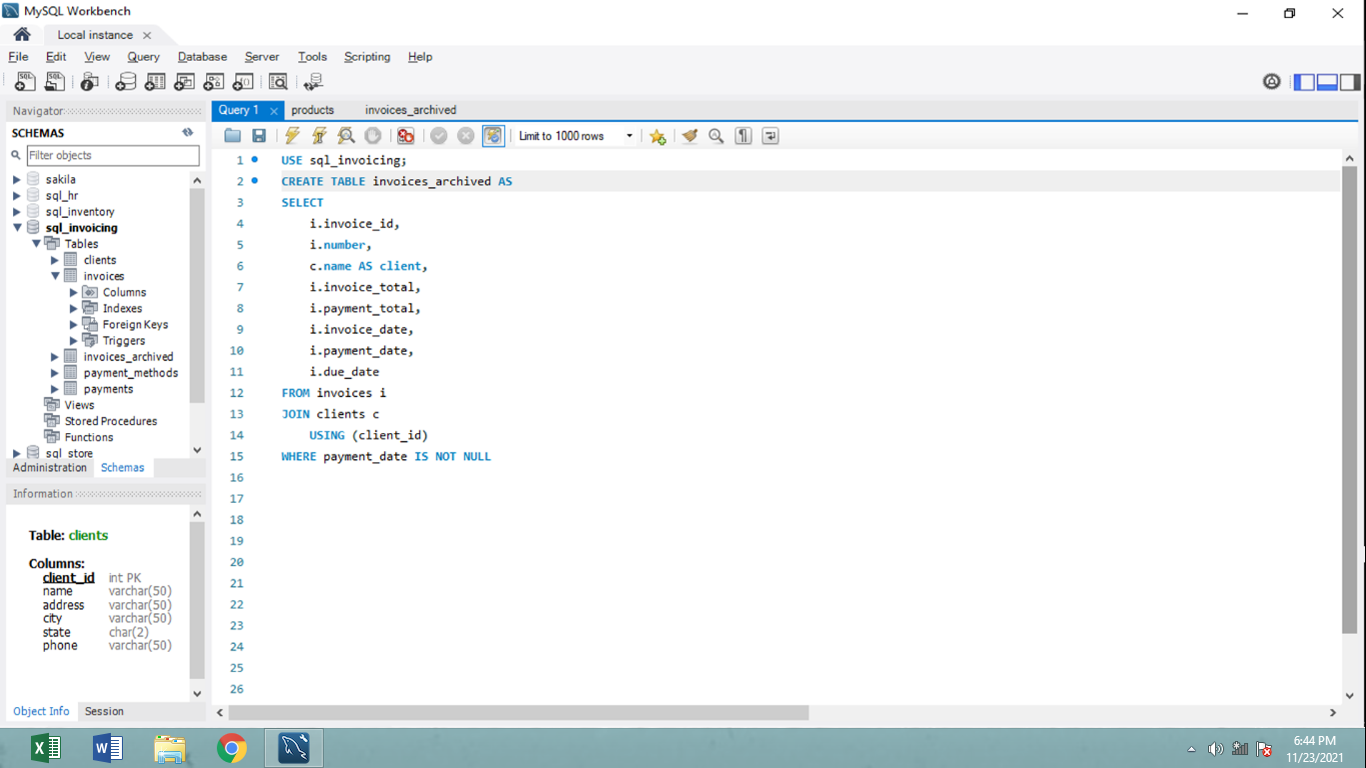 MySQL Workbench
Local instance
File Edit View Query Database Server Tools Scripting Help
Navigator
SCHEMAS
Filter objects
sakila
sql_hr
sql_inventory
sql_invoicing
Tables
clients
invoices
Columns
Indexes
Foreign Keys
Triggers
invoices_archived
payment_methods
payments
Views
Stored Procedures
Functions
sql_store
Administration Schemas
Information
Table: clients
Columns:
client_id int PK
name varchar(50)
address varchar(50)
city varchar(50)
state char(2)
phone varchar(50)
Object Info Session
Query 1 products invoices_archived
Limit to 1000 rows
1 USE sql_invoicing;
2 CREATE TABLE invoices_archived AS
3 SELECT
4 i.invoice_id,
5 i.number,
6 c.name AS client,
7 i.invoice_total,
8 i.payment_total,
9 i.invoice_date,
10 i.payment_date,
11 i.due_date
12 FROM invoices i
13 JOIN clients c
14 USING (client_id)
15 WHERE payment_date IS NOT NULL
16
17
18
19
20
21
22
23
24
25
26
6:44 PM
11/23/2021